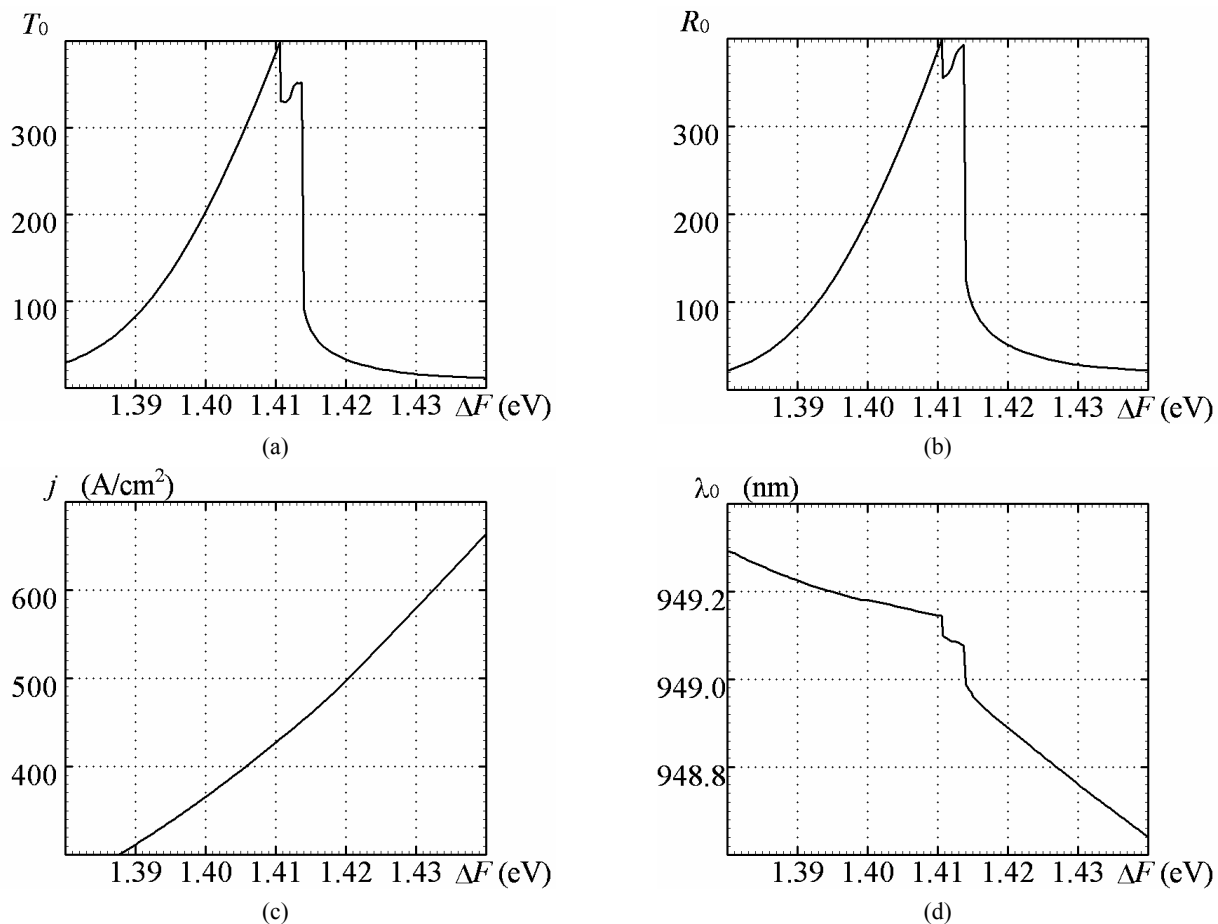 T₀
300
200
100
1.39 1.40 1.41 1.42 1.43 ΔF (eV)
(a)
R₀
300
200
100
1.39 1.40 1.41 1.42 1.43 ΔF (eV)
(b)
j (A/cm²)
600
500
400
1.39 1.40 1.41 1.42 1.43 ΔF (eV)
(c)
λ₀ (nm)
949.2
949.0
948.8
1.39 1.40 1.41 1.42 1.43 ΔF (eV)
(d)